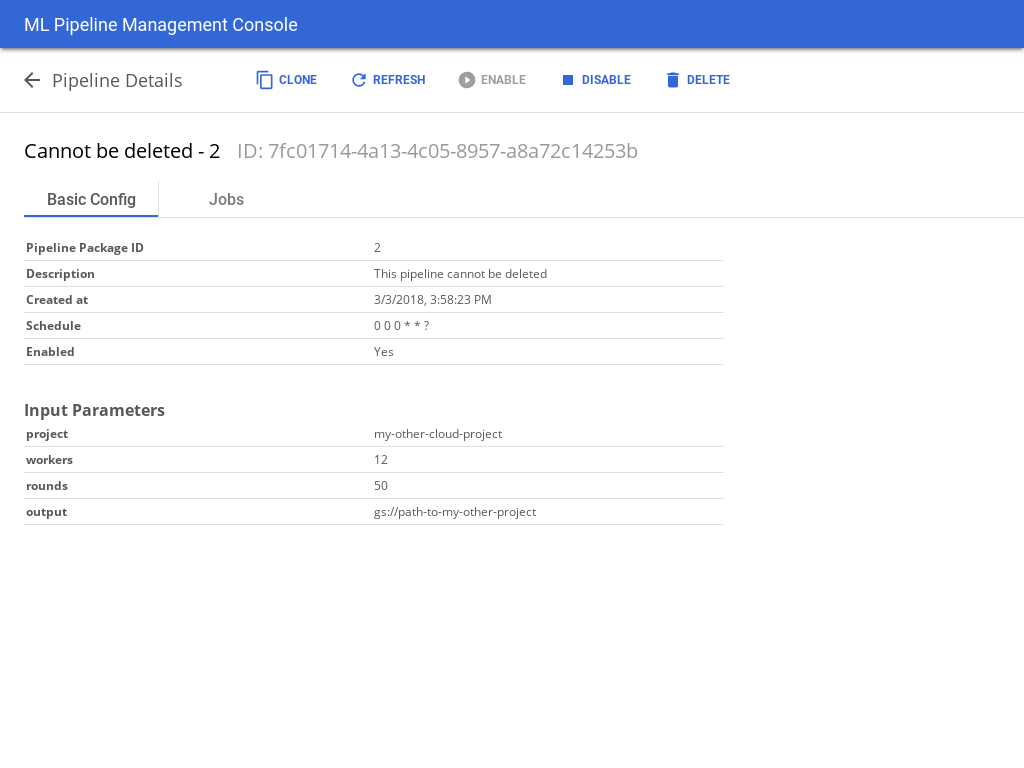 ML Pipeline Management Console
Pipeline Details CLONE REFRESH ENABLE DISABLE DELETE
Cannot be deleted - 2 ID: 7fc01714-4a13-4c05-8957-a8a72c14253b
Basic Config Jobs
Pipeline Package ID 2
Description This pipeline cannot be deleted
Created at 3/3/2018, 3:58:23 PM
Schedule 0 0 0 * * ?
Enabled Yes
Input Parameters
project my-other-cloud-project
workers 12
rounds 50
output gs://path-to-my-other-project